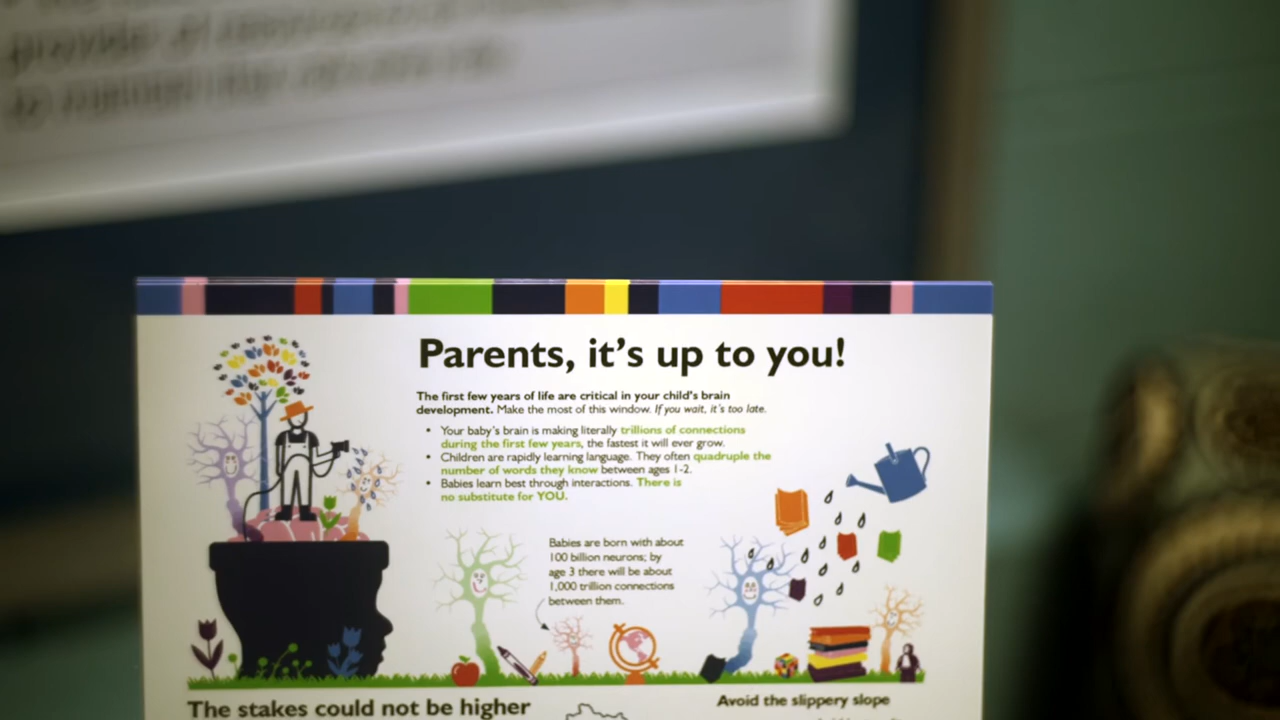 Parents, it's up to you!
The first few years of life are critical in your child's brain
development. Make the most of this window. If you wait, it's too late.
• Your baby's brain is making literally trillions of connections
during the first few years, the fastest it will ever grow.
• Children are rapidly learning language. They often quadruple the
number of words they know between ages 1-2.
• Babies learn best through interactions. There is
no substitute for YOU.
Babies are born with about
100 billion neurons; by
age 3 there will be about
1,000 trillion connections
between them.
The stakes could not be higher
Avoid the slippery slope